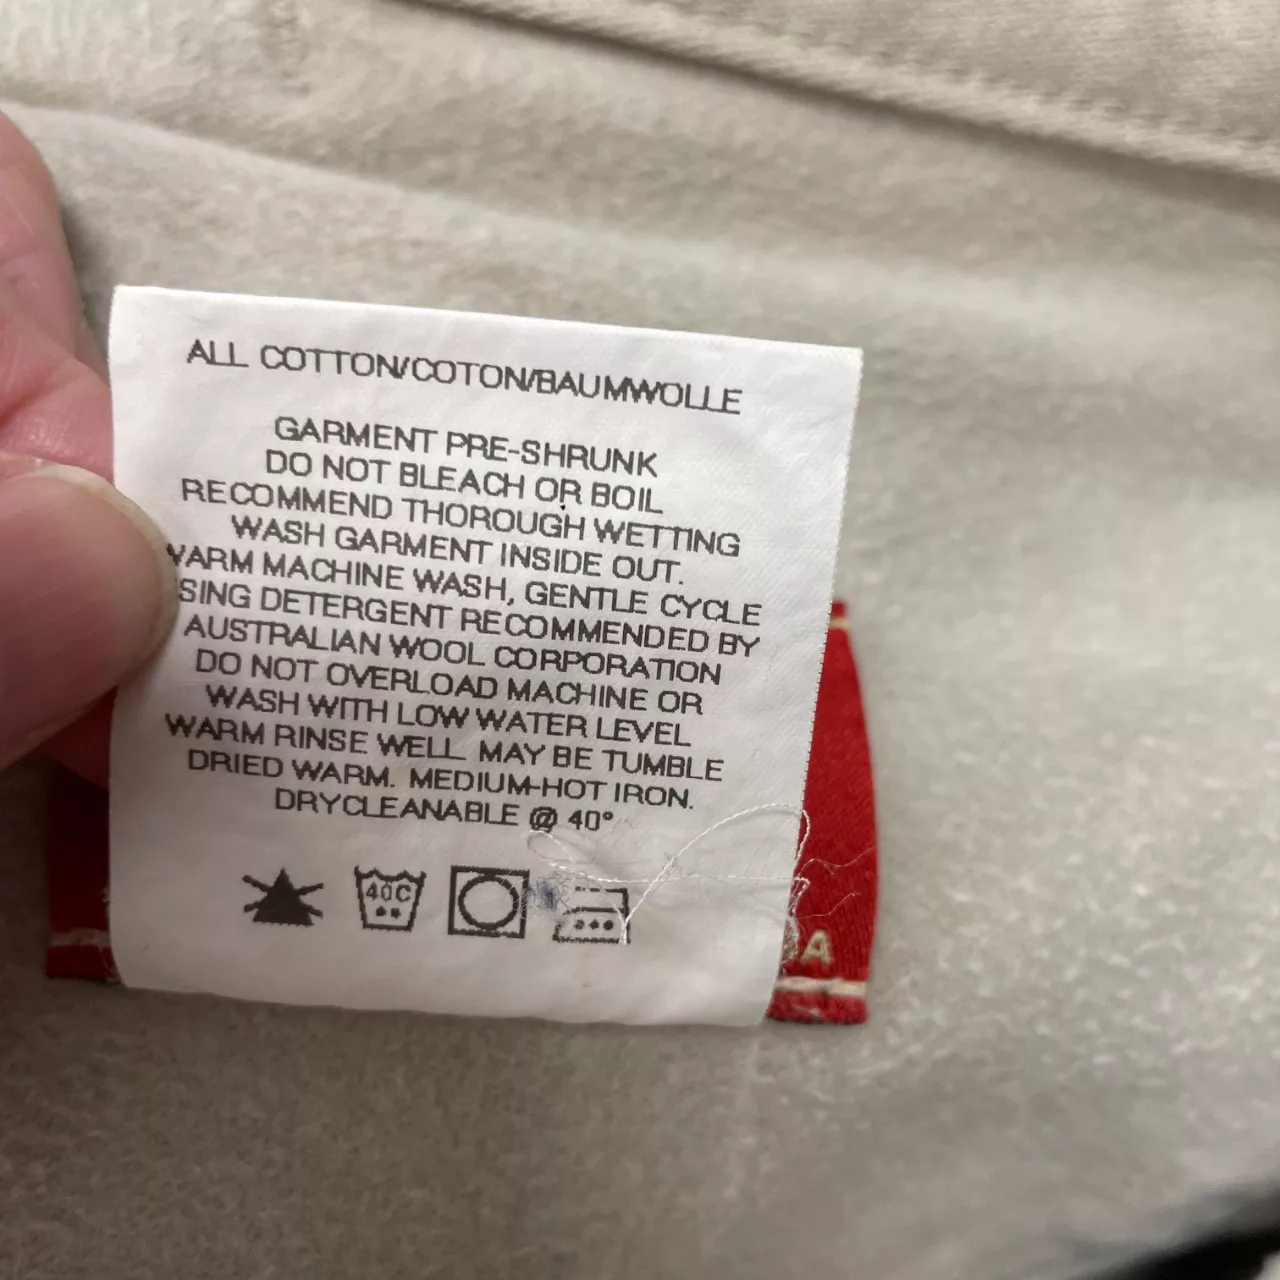 ALL COTTON/COTON/BAUMWOLLE
GARMENT PRE-SHRUNK
DO NOT BLEACH OR BOIL
RECOMMEND THOROUGH WETTING
WASH GARMENT INSIDE OUT.
WARM MACHINE WASH, GENTLE CYCLE
USING DETERGENT RECOMMENDED BY
AUSTRALIAN WOOL CORPORATION
DO NOT OVERLOAD MACHINE OR
WASH WITH LOW WATER LEVEL
WARM RINSE WELL MAY BE TUMBLE
DRIED WARM. MEDIUM-HOT IRON.
DRYCLEANABLE @ 40°
40C